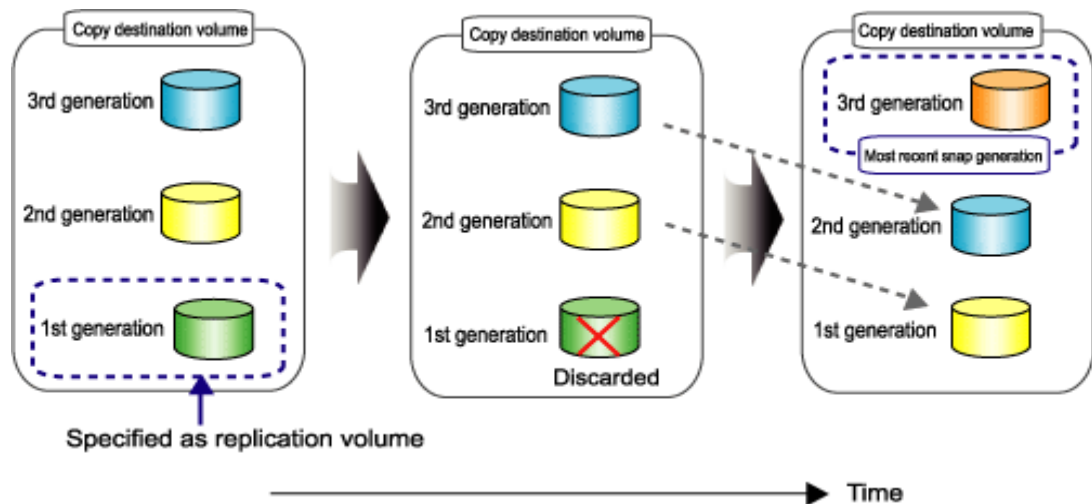 Copy destination volume
3rd generation
2nd generation
1st generation
Specified as replication volume
Copy destination volume
3rd generation
2nd generation
1st generation
Discarded
Copy destination volume
3rd generation
Most recent snap generation
2nd generation
1st generation
Time